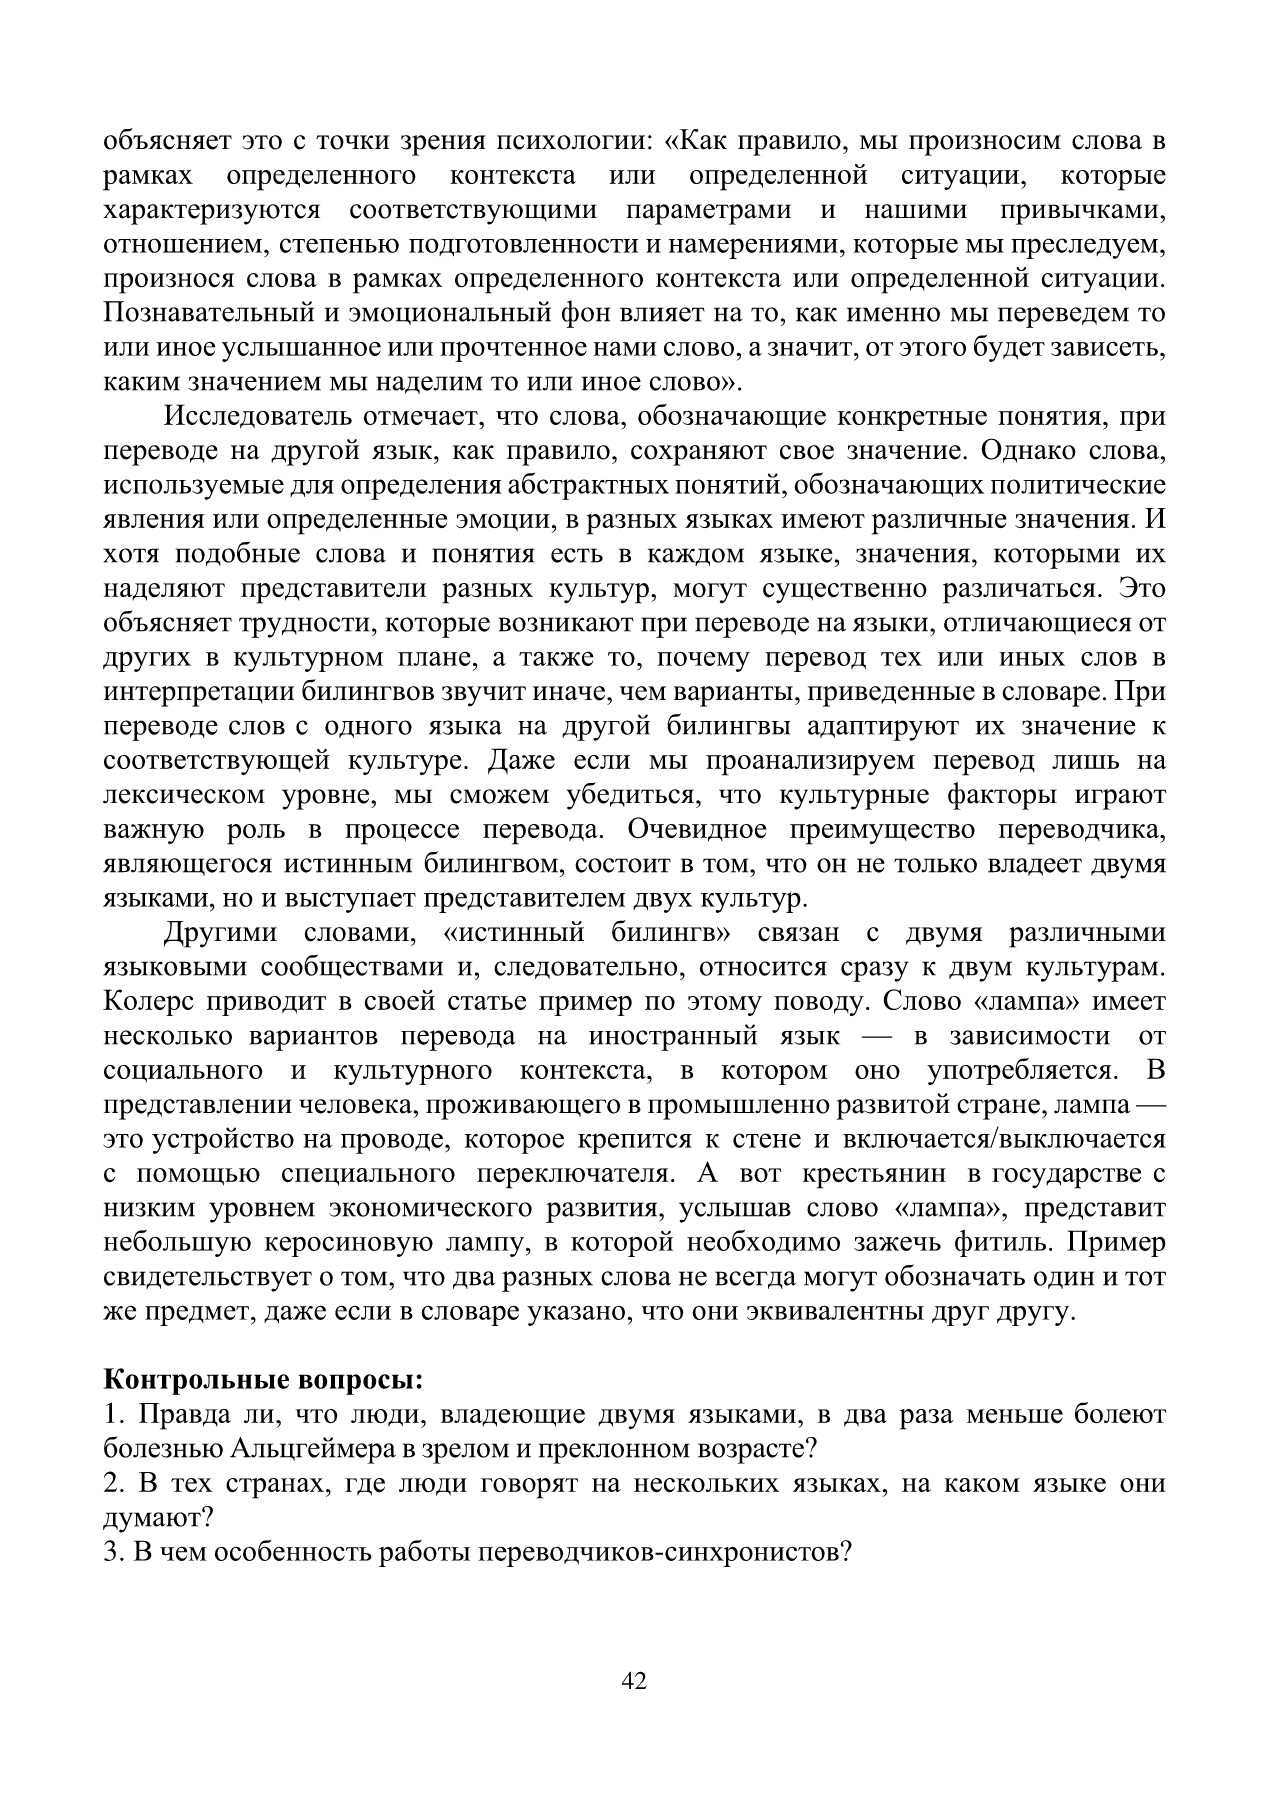 объясняет это с точки зрения психологии: «Как правило, мы произносим слова в
рамках определенного контекста или определенной ситуации, которые
характеризуются соответствующими параметрами и нашими привычками,
отношением, степенью подготовленности и намерениями, которые мы преследуем,
произнося слова в рамках определенного контекста или определенной ситуации.
Познавательный и эмоциональный фон влияет на то, как именно мы переведем то
или иное услышанное или прочтенное нами слово, а значит, от этого будет зависеть,
каким значением мы наделим то или иное слово».
Исследователь отмечает, что слова, обозначающие конкретные понятия, при
переводе на другой язык, как правило, сохраняют свое значение. Однако слова,
используемые для определения абстрактных понятий, обозначающих политические
явления или определенные эмоции, в разных языках имеют различные значения. И
хотя подобные слова и понятия есть в каждом языке, значения, которыми их
наделяют представители разных культур, могут существенно различаться. Это
объясняет трудности, которые возникают при переводе на языки, отличающиеся от
других в культурном плане, а также то, почему перевод тех или иных слов в
интерпретации билингвов звучит иначе, чем варианты, приведенные в словаре. При
переводе слов с одного языка на другой билингвы адаптируют их значение к
соответствующей культуре. Даже если мы проанализируем перевод лишь на
лексическом уровне, мы сможем убедиться, что культурные факторы играют
важную роль в процессе перевода. Очевидное преимущество переводчика,
являющегося истинным билингвом, состоит в том, что он не только владеет двумя
языками, но и выступает представителем двух культур.
Другими словами, «истинный билингв» связан с двумя различными
языковыми сообществами и, следовательно, относится сразу к двум культурам.
Колерс приводит в своей статье пример по этому поводу. Слово «лампа» имеет
несколько вариантов перевода на иностранный язык — в зависимости от
социального и культурного контекста, в котором оно употребляется. В
представлении человека, проживающего в промышленно развитой стране, лампа —
это устройство на проводе, которое крепится к стене и включается/выключается
с помощью специального переключателя. А вот крестьянин в государстве с
низким уровнем экономического развития, услышав слово «лампа», представит
небольшую керосиновую лампу, в которой необходимо зажечь фитиль. Пример
свидетельствует о том, что два разных слова не всегда могут обозначать один и тот
же предмет, даже если в словаре указано, что они эквивалентны друг другу.
Контрольные вопросы:
1. Правда ли, что люди, владеющие двумя языками, в два раза меньше болеют
болезнью Альцгеймера в зрелом и преклонном возрасте?
2. В тех странах, где люди говорят на нескольких языках, на каком языке они
думают?
3. В чем особенность работы переводчиков-синхронистов?
42